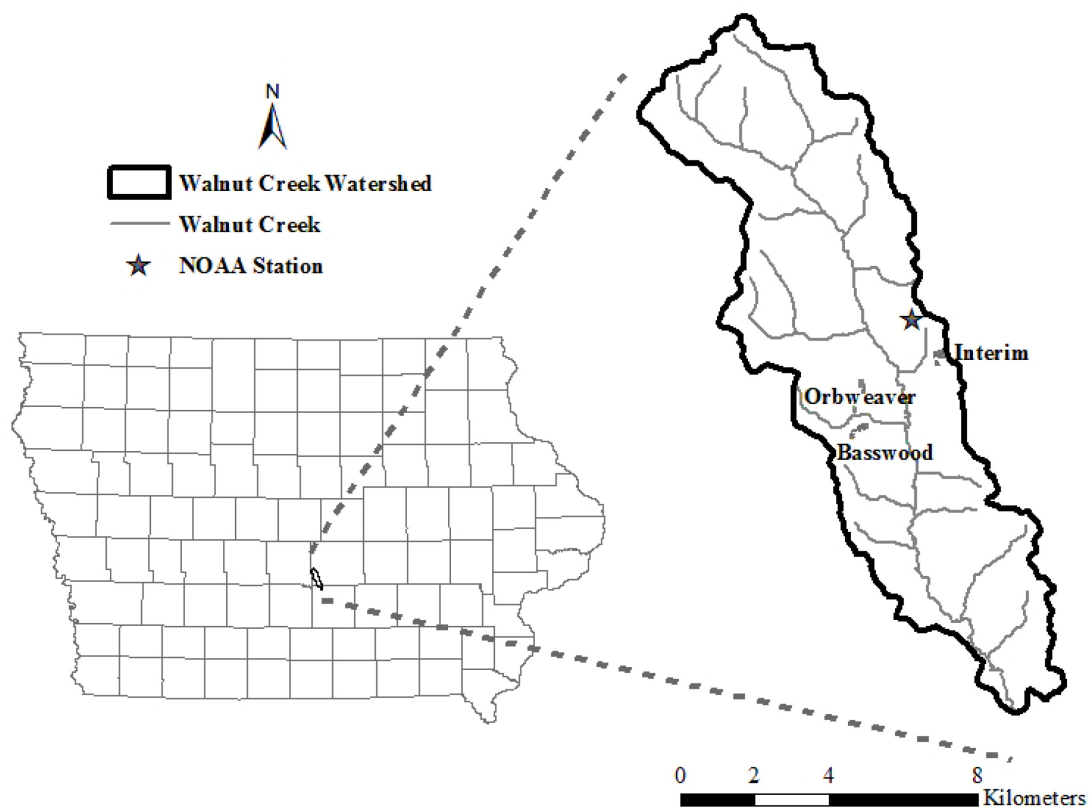 N
Walnut Creek Watershed
Walnut Creek
NOAA Station
Interim
Orbweaver
Basswood
0 2 4 8
Kilometers